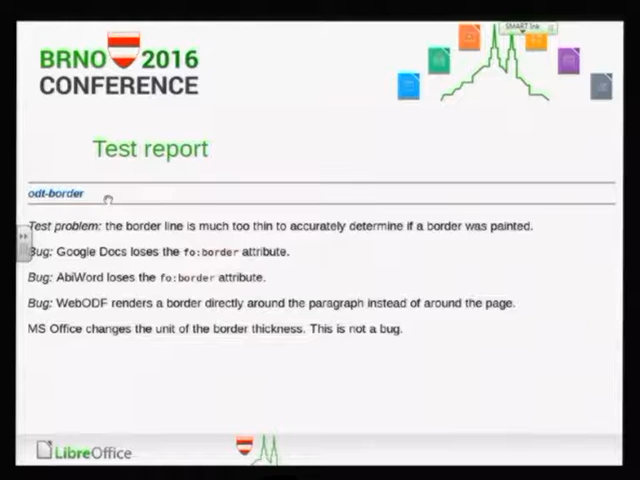 SMART Ink
BRNO 2016
CONFERENCE
Test report
odt-border
Test problem: the border line is much too thin to accurately determine if a border was painted.
Bug: Google Docs loses the fo:border attribute.
Bug: AbiWord loses the fo:border attribute.
Bug: WebODF renders a border directly around the paragraph instead of around the page.
MS Office changes the unit of the border thickness. This is not a bug.
LibreOffice